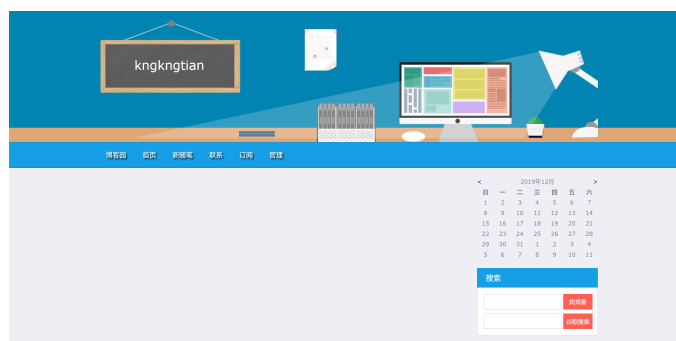 kngkngtian
博客园 首页 新随笔 联系 订阅 管理
< 2019年12月 >
日 一 二 三 四 五 六
1 2 3 4 5 6 7
8 9 10 11 12 13 14
15 16 17 18 19 20 21
22 23 24 25 26 27 28
29 30 31 1 2 3 4
5 6 7 8 9 10 11
搜索
找找看
谷歌搜索